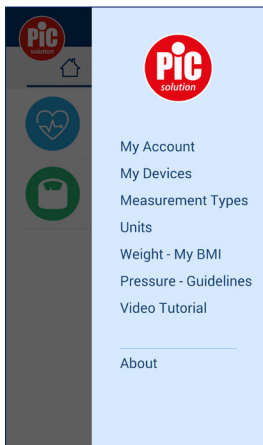 PiC
solution
PiC
solution
My Account
My Devices
Measurement Types
Units
Weight - My BMI
Pressure - Guidelines
Video Tutorial
About